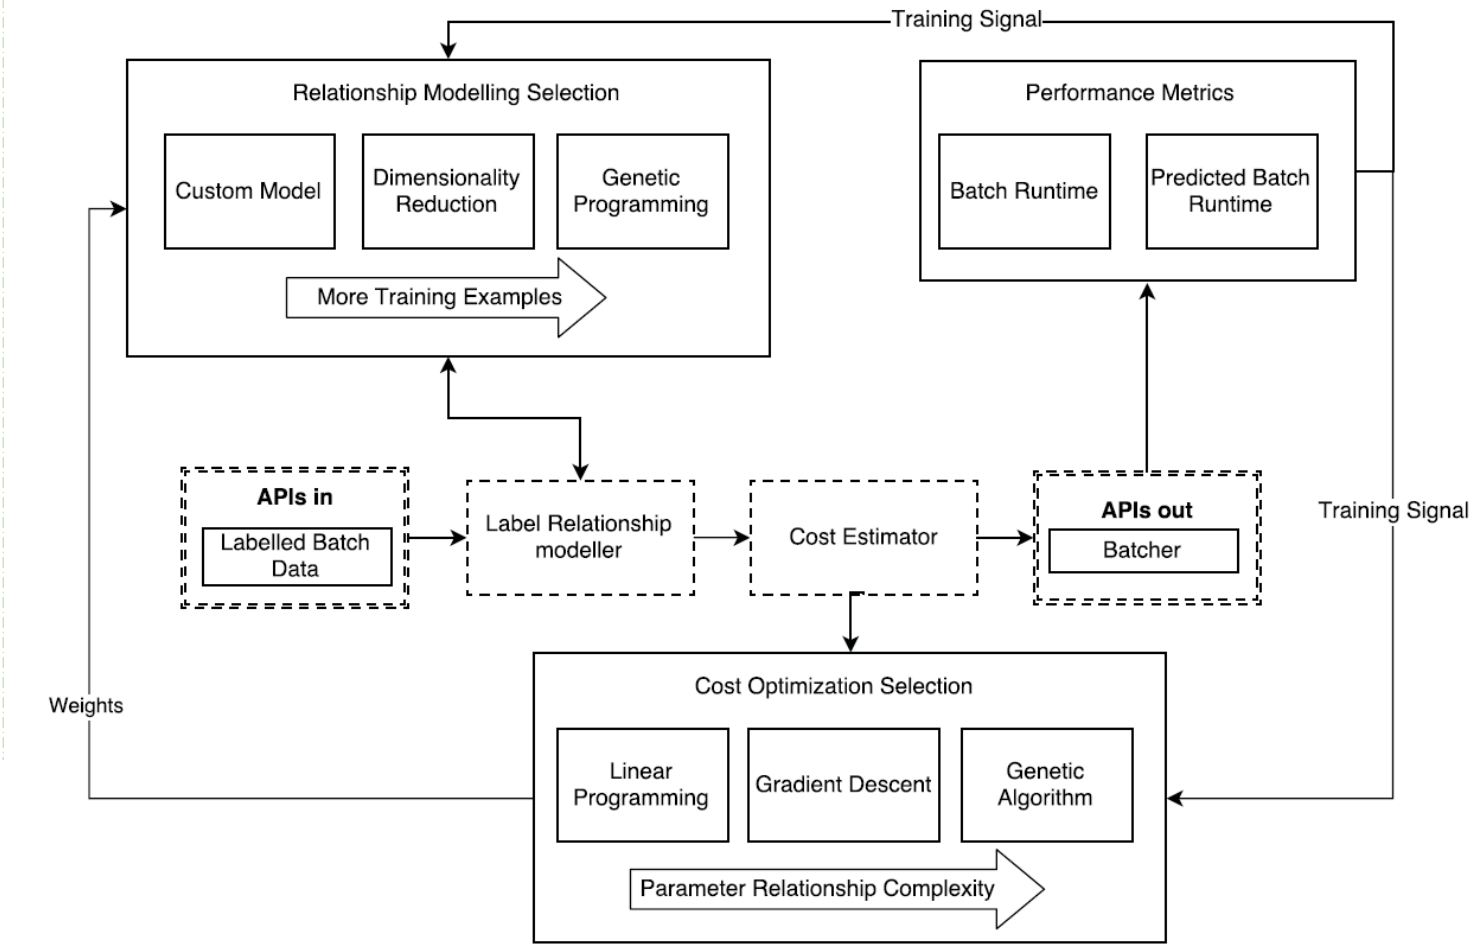 Training Signal
Relationship Modelling Selection
Custom Model
Dimensionality
Reduction
Genetic
Programming
More Training Examples
Performance Metrics
Batch Runtime
Predicted Batch
Runtime
APIs in
Labelled Batch
Data
Label Relationship
modeller
Cost Estimator
APIs out
Batcher
Training Signal
Weights
Cost Optimization Selection
Linear
Programming
Gradient Descent
Genetic
Algorithm
Parameter Relationship Complexity